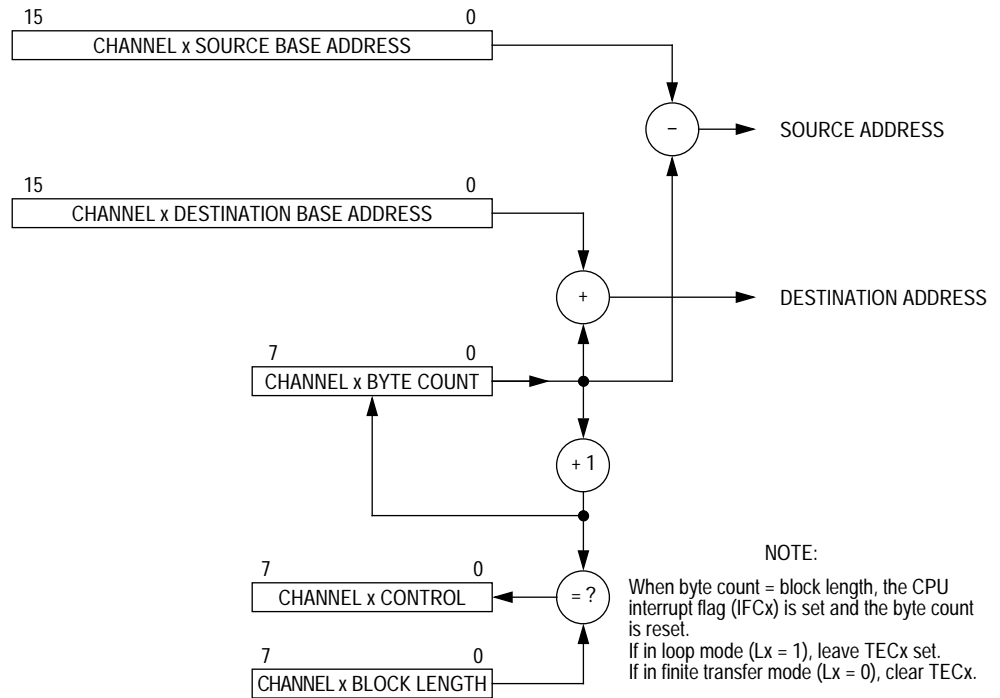 15 0
CHANNEL x SOURCE BASE ADDRESS
–
SOURCE ADDRESS
15 0
CHANNEL x DESTINATION BASE ADDRESS
+
DESTINATION ADDRESS
7 0
CHANNEL x BYTE COUNT
+ 1
7 0
CHANNEL x CONTROL
= ?
7 0
CHANNEL x BLOCK LENGTH
NOTE:
When byte count = block length, the CPU
interrupt flag (IFCx) is set and the byte count
is reset.
If in loop mode (Lx = 1), leave TECx set.
If in finite transfer mode (Lx = 0), clear TECx.